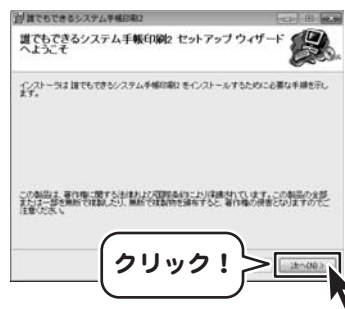 誰でもできるシステム手帳印刷2
誰でもできるシステム手帳印刷2 セットアップ ウィザード
へようこそ
インストーラは 誰でもできるシステム手帳印刷2 をインストールするために必要な手順を示し
ます。
この製品は、著作権に関する法律および国際条約により保護されています。この製品の全部
または一部を無断で複製したり、無断で複製物を頒布すると、著作権の侵害となりますのでご
注意ください。
クリック！
次へ(N) >